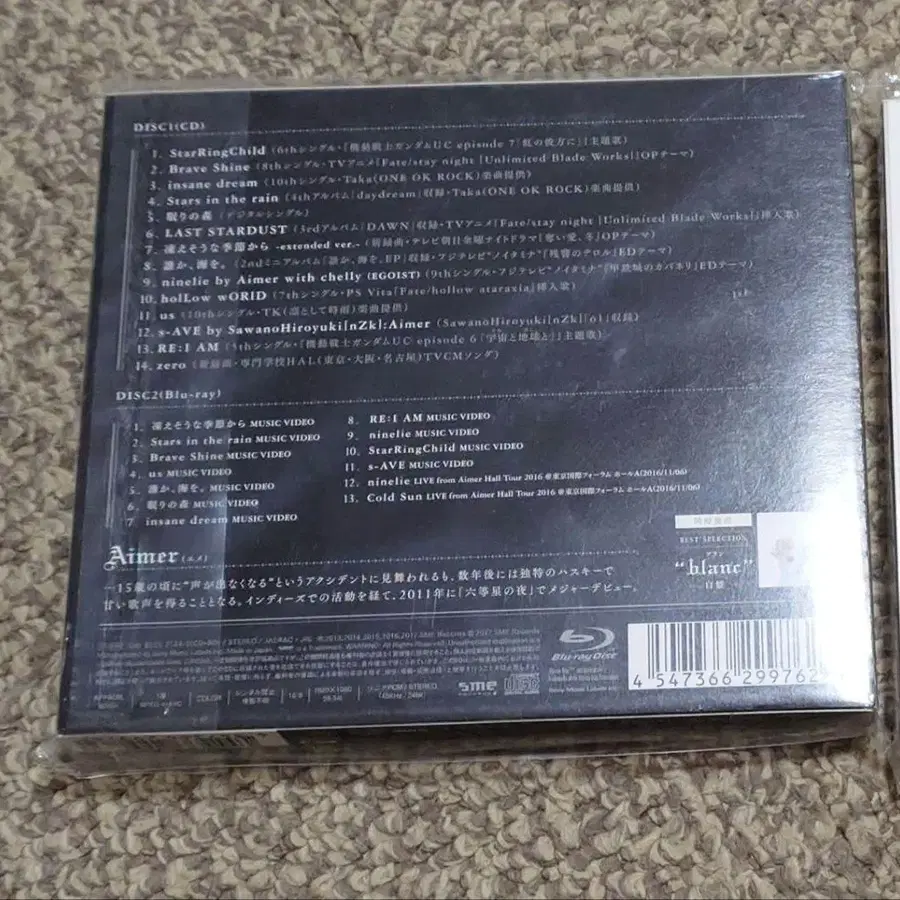 DISC1(CD)
1. StarRingChild (6thシングル・『機動戦士ガンダムUC episode 7「虹の彼方に」』主題歌)
2. Brave Shine (8thシングル・TVアニメ『Fate/stay night [Unlimited Blade Works]』OPテーマ)
3. insane dream (10thシングル・Taka(ONE OK ROCK)楽曲提供)
4. Stars in the rain (4thアルバム『daydream』収録・Taka(ONE OK ROCK)楽曲提供)
5. 眠りの森 (デジタルシングル)
6. LAST STARDUST (3rdアルバム『DAWN』収録・TVアニメ『Fate/stay night [Unlimited Blade Works]』挿入歌)
7. 凍えそうな季節から -extended ver.- (新録曲・テレビ朝日金曜ナイトドラマ『奪い愛、冬』OPテーマ)
8. 誰か、海を。 (2ndミニアルバム『誰か、海を。EP』収録・フジテレビ"ノイタミナ"『残響のテロル』EDテーマ)
9. ninelie by Aimer with chelly (EGOIST) (9thシングル・フジテレビ"ノイタミナ"『甲鉄城のカバネリ』EDテーマ)
10. holLow wORlD (7thシングル・PS Vita『Fate/hollow ataraxia』挿入歌)
11. us (10thシングル・TK(凛として時雨)楽曲提供)
12. s-AVE by SawanoHiroyuki[nZk]:Aimer (SawanoHiroyuki[nZk]『o1』収録)
13. RE:I AM (5thシングル・『機動戦士ガンダムUC episode 6「宇宙と地球と」』主題歌)
14. zero (新録曲・専門学校HAL(東京・大阪・名古屋)TVCMソング)
DISC2(Blu-ray)
1. 凍えそうな季節から MUSIC VIDEO
2. Stars in the rain MUSIC VIDEO
3. Brave Shine MUSIC VIDEO
4. us MUSIC VIDEO
5. 誰か、海を。 MUSIC VIDEO
6. 眠りの森 MUSIC VIDEO
7 insane dream MUSIC VIDEO
8. RE:I AM MUSIC VIDEO
9. ninelie MUSIC VIDEO
10. StarRingChild MUSIC VIDEO
11. s-AVE MUSIC VIDEO
12. ninelie LIVE from Aimer Hall Tour 2016 @東京国際フォーラム ホールA(2016/11/06)
13. Cold Sun LIVE from Aimer Hall Tour 2016 @東京国際フォーラム ホールA(2016/11/06)
Aimer (エメ)
15歳の頃に"声が出なくなる"というアクシデントに見舞われるも、数年後には独特のハスキーで
甘い歌声を得ることとなる。インディーズでの活動を経て、2011年に「六等星の夜」でメジャーデビュー。
BEST SELECTION
ブラン
"blanc"
白盤
Blu-ray Disc
sme
4 547366 29976